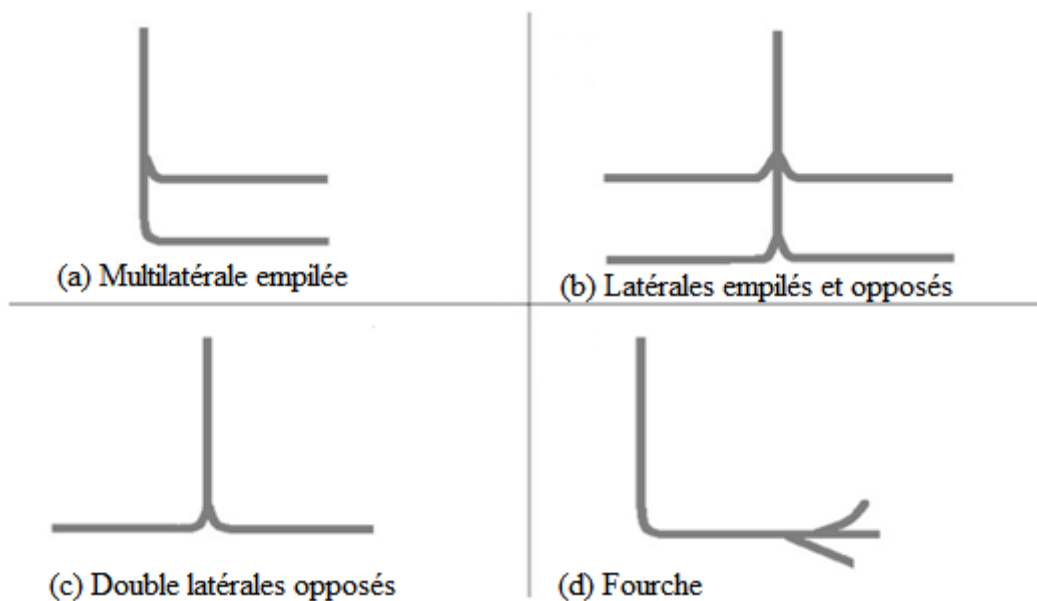 (a) Multilatérale empilée
(b) Latérales empilés et opposés
(c) Double latérales opposés
(d) Fourche